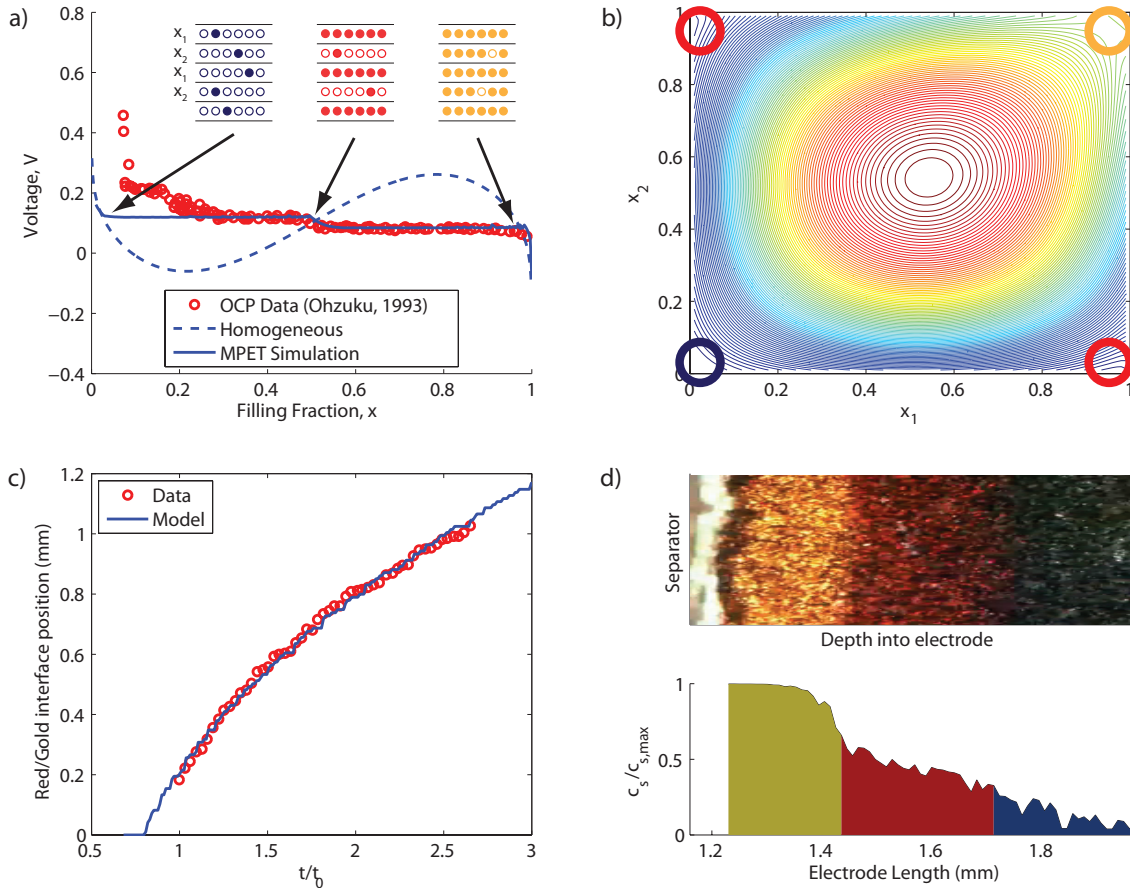 a)
0.8
0.6
0.4
0.2
0
−0.2
−0.4
Voltage, V
x1
x2
x1
x2
OCP Data (Ohzuku, 1993)
Homogeneous
MPET Simulation
0
0.2
0.4
0.6
0.8
1
Filling Fraction, x
b)
1
0.8
0.6
0.4
0.2
0
x2
0.2
0.4
0.6
0.8
1
x1
c)
1.2
1
0.8
0.6
0.4
0.2
0
Red/Gold interface position (mm)
Data
Model
0.5
1
1.5
2
2.5
3
t/t0
d)
Separator
Depth into electrode
1
0.5
0
cs/cs,max
1.2
1.4
1.6
1.8
Electrode Length (mm)